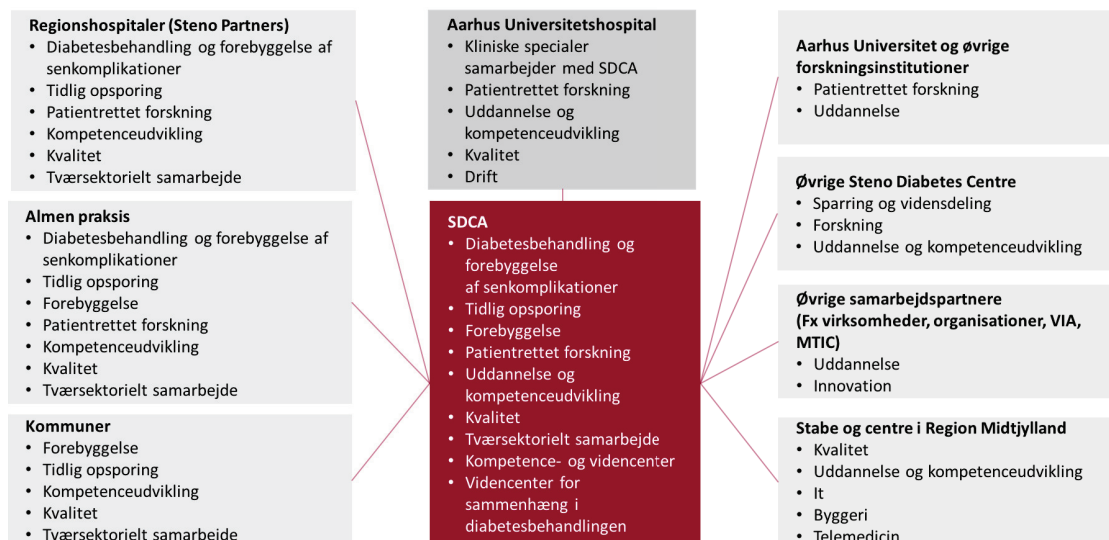 Regionshospitaler (Steno Partners)
• Diabetesbehandling og forebyggelse af
senkomplikationer
• Tidlig opsporing
• Patientrettet forskning
• Kompetenceudvikling
• Kvalitet
• Tværsektorielt samarbejde
Almen praksis
• Diabetesbehandling og forebyggelse af
senkomplikationer
• Tidlig opsporing
• Forebyggelse
• Patientrettet forskning
• Kompetenceudvikling
• Kvalitet
• Tværsektorielt samarbejde
Kommuner
• Forebyggelse
• Tidlig opsporing
• Kompetenceudvikling
• Kvalitet
• Tværsektorielt samarbejde
Aarhus Universitetshospital
• Kliniske specialer
samarbejder med SDCA
• Patientrettet forskning
• Uddannelse og
kompetenceudvikling
• Kvalitet
• Drift
SDCA
• Diabetesbehandling og
forebyggelse
af senkomplikationer
• Tidlig opsporing
• Forebyggelse
• Patientrettet forskning
• Uddannelse og
kompetenceudvikling
• Kvalitet
• Tværsektorielt samarbejde
• Kompetence- og videncenter
• Videncenter for
sammenhæng i
diabetesbehandlingen
Aarhus Universitet og øvrige
forskningsinstitutioner
• Patientrettet forskning
• Uddannelse
Øvrige Steno Diabetes Centre
• Sparring og vidensdeling
• Forskning
• Uddannelse og kompetenceudvikling
Øvrige samarbejdspartnere
(Fx virksomheder, organisationer, VIA,
MTIC)
• Uddannelse
• Innovation
Stabe og centre i Region Midtjylland
• Kvalitet
• Uddannelse og kompetenceudvikling
• It
• Byggeri
• Telemedicin